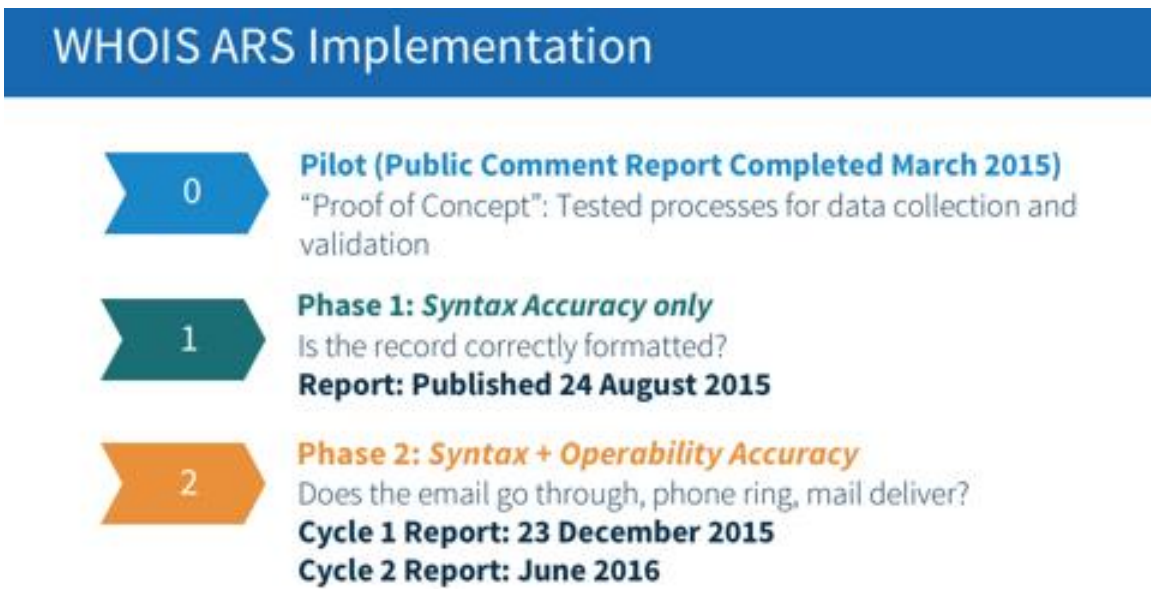 WHOIS ARS Implementation
0
Pilot (Public Comment Report Completed March 2015)
“Proof of Concept”: Tested processes for data collection and
validation
1
Phase 1: Syntax Accuracy only
Is the record correctly formatted?
Report: Published 24 August 2015
2
Phase 2: Syntax + Operability Accuracy
Does the email go through, phone ring, mail deliver?
Cycle 1 Report: 23 December 2015
Cycle 2 Report: June 2016